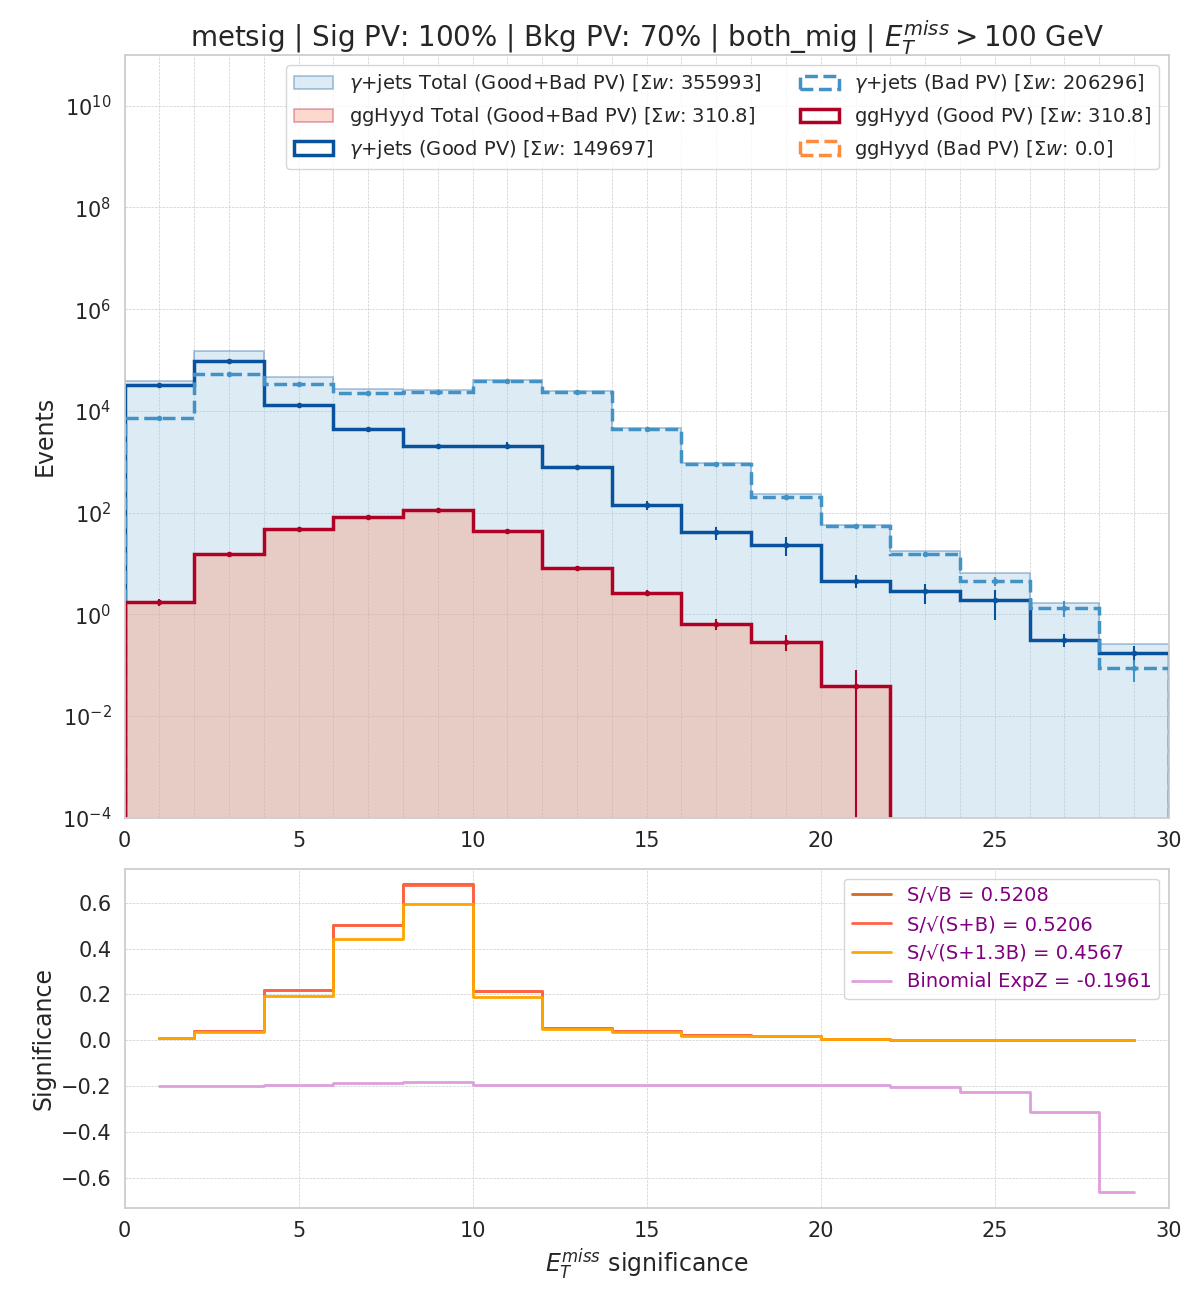 metsig | Sig PV: 100% | Bkg PV: 70% | both_mig | $E_T^{miss} > 100$ GeV
γ+jets Total (Good+Bad PV) [Σw: 355993]
ggHyyd Total (Good+Bad PV) [Σw: 310.8]
γ+jets (Good PV) [Σw: 149697]
γ+jets (Bad PV) [Σw: 206296]
ggHyyd (Good PV) [Σw: 310.8]
ggHyyd (Bad PV) [Σw: 0.0]
Events
$10^{10}$
$10^{8}$
$10^{6}$
$10^{4}$
$10^{2}$
$10^{0}$
$10^{-2}$
$10^{-4}$
0 5 10 15 20 25 30
S/√B = 0.5208
S/√(S+B) = 0.5206
S/√(S+1.3B) = 0.4567
Binomial ExpZ = -0.1961
Significance
0.6
0.4
0.2
0.0
−0.2
−0.4
−0.6
0 5 10 15 20 25 30
$E_T^{miss}$ significance